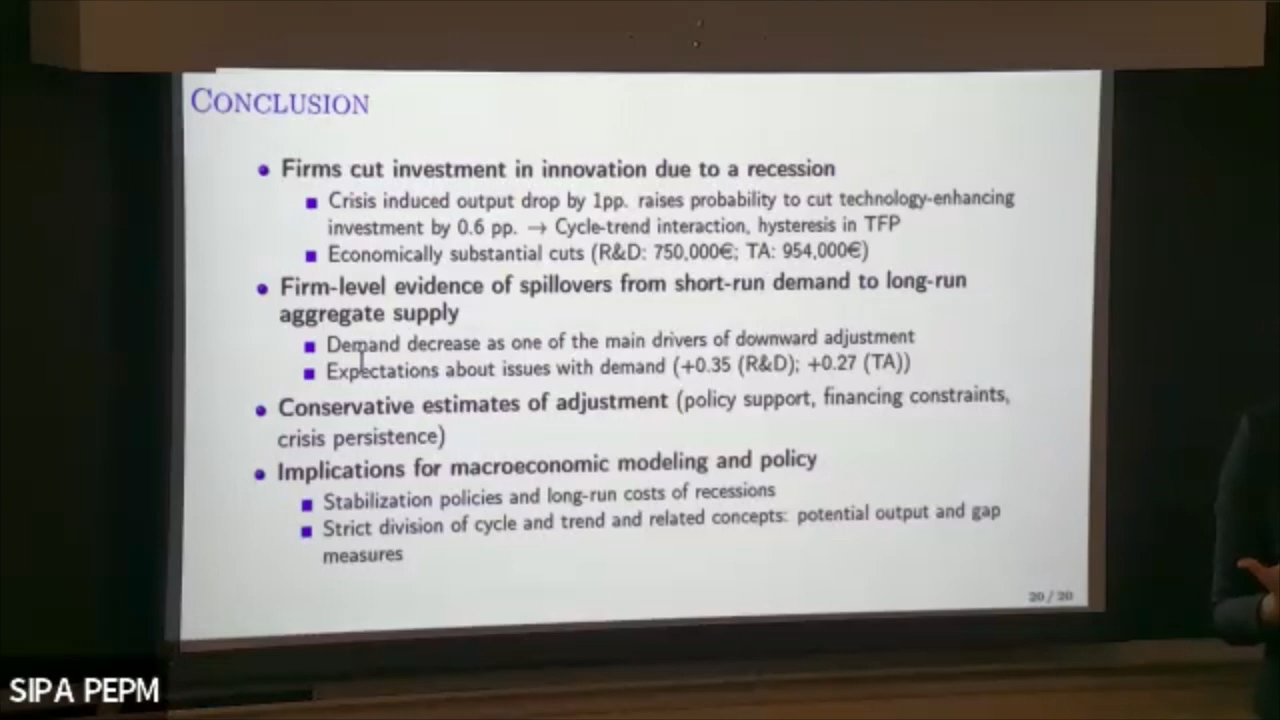 CONCLUSION
• Firms cut investment in innovation due to a recession
■ Crisis induced output drop by 1pp. raises probability to cut technology-enhancing
investment by 0.6 pp. → Cycle-trend interaction, hysteresis in TFP
■ Economically substantial cuts (R&D: 750,000€; TA: 954,000€)
• Firm-level evidence of spillovers from short-run demand to long-run
aggregate supply
■ Demand decrease as one of the main drivers of downward adjustment
■ Expectations about issues with demand (+0.35 (R&D); +0.27 (TA))
• Conservative estimates of adjustment (policy support, financing constraints,
crisis persistence)
• Implications for macroeconomic modeling and policy
■ Stabilization policies and long-run costs of recessions
■ Strict division of cycle and trend and related concepts: potential output and gap
measures
20 / 20
SIPA PEPM